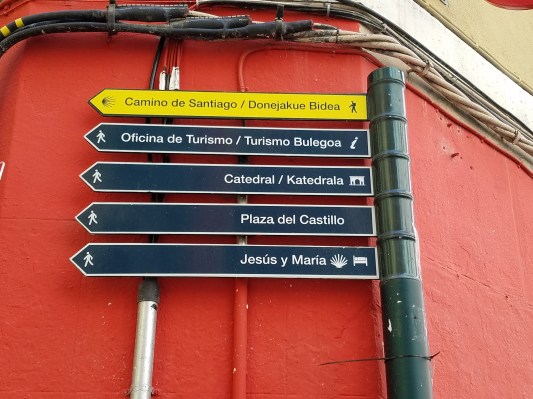 Camino de Santiago / Donejakue Bidea
Oficina de Turismo / Turismo Bulegoa i
Catedral / Katedrala
Plaza del Castillo
Jesús y María